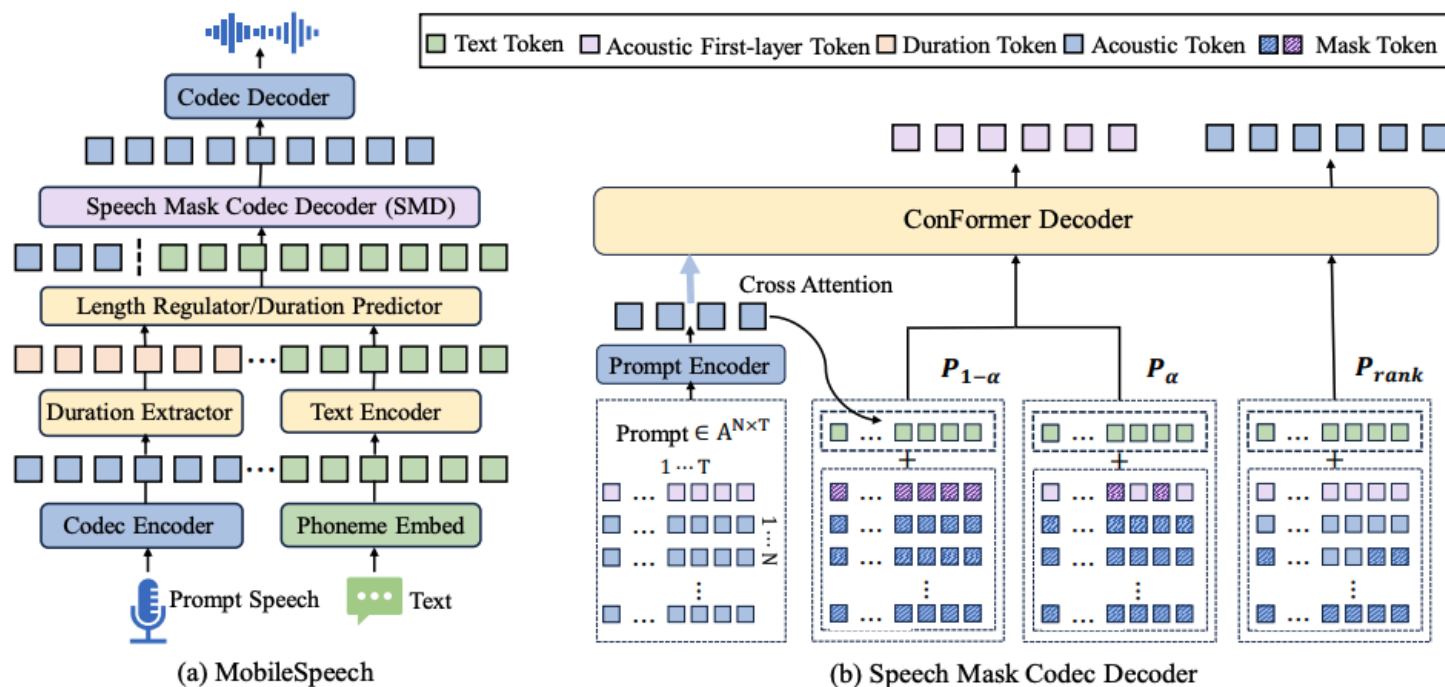 Text Token Acoustic First-layer Token Duration Token Acoustic Token Mask Token
Codec Decoder
Speech Mask Codec Decoder (SMD)
Length Regulator/Duration Predictor
...
Duration Extractor
Text Encoder
...
Codec Encoder
Phoneme Embed
Prompt Speech
Text
(a) MobileSpeech
ConFormer Decoder
Cross Attention
Prompt Encoder
P1-α
Pα
Prank
Prompt ∈ A^N×T
1 ··· T
1 ··· N
+
+
+
(b) Speech Mask Codec Decoder